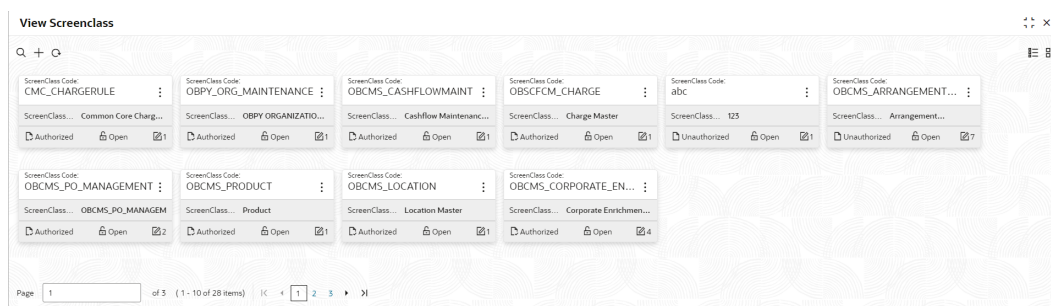 View Screenclass
ScreenClass Code: ScreenClass Code: ScreenClass Code: ScreenClass Code: ScreenClass Code: ScreenClass Code:
CMC_CHARGERULE OBPY_ORG_MAINTENANCE OBCMS_CASHFLOWMAINT OBSCFCM_CHARGE abc OBCMS_ARRANGEMENT...
ScreenClass... Common Core Charg... ScreenClass... OBPY ORGANIZATIO... ScreenClass... Cashflow Maintenanc... ScreenClass... Charge Master ScreenClass... 123 ScreenClass... Arrangement...
Authorized Open 1 Authorized Open 1 Authorized Open 1 Authorized Open 1 Unauthorized Open 1 Unauthorized Open 7
ScreenClass Code: ScreenClass Code: ScreenClass Code: ScreenClass Code:
OBCMS_PO_MANAGEMENT OBCMS_PRODUCT OBCMS_LOCATION OBCMS_CORPORATE_EN...
ScreenClass... OBCMS_PO_MANAGEM ScreenClass... Product ScreenClass... Location Master ScreenClass... Corporate Enrichmen...
Authorized Open 2 Authorized Open 1 Authorized Open 1 Authorized Open 4
Page 1 of 3 (1 - 10 of 28 items) 1 2 3